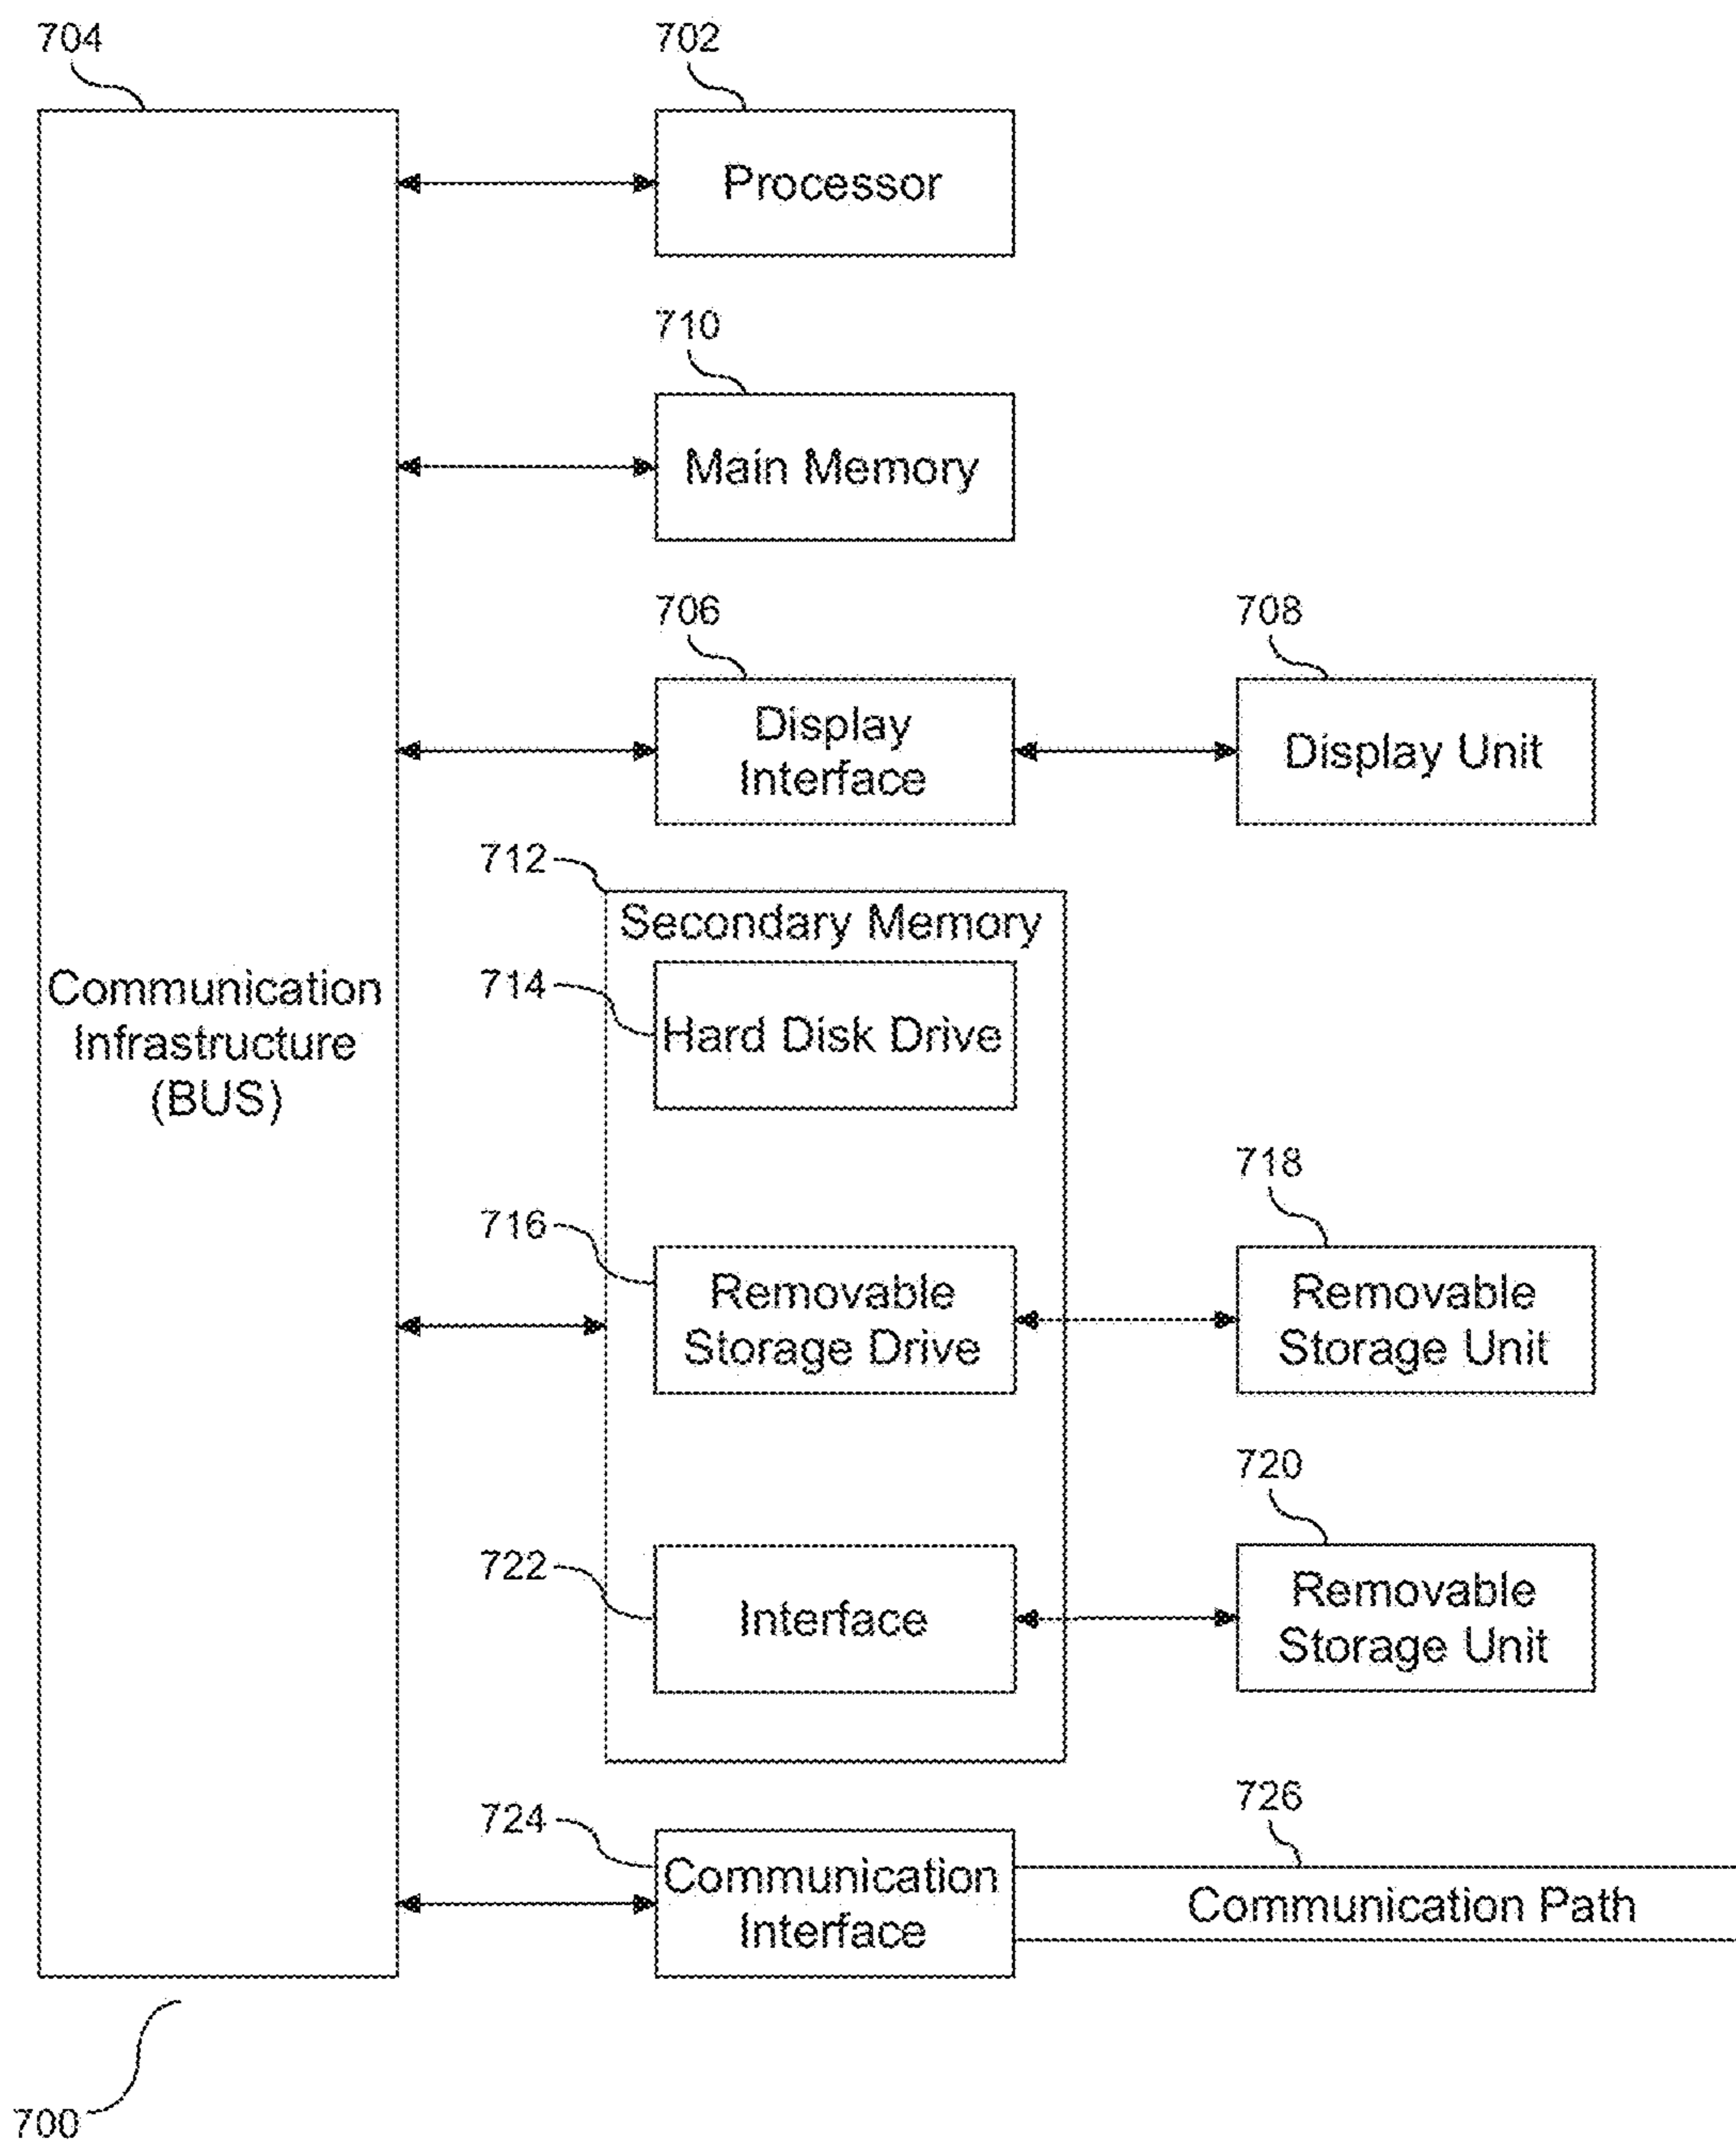 704
702
Processor
710
Main Memory
706
708
Display
Interface
Display Unit
712
Secondary Memory
714
Hard Disk Drive
Communication
Infrastructure
(BUS)
716
718
Removable
Storage Drive
Removable
Storage Unit
720
722
Interface
Removable
Storage Unit
724
726
Communication
Interface
Communication Path
700